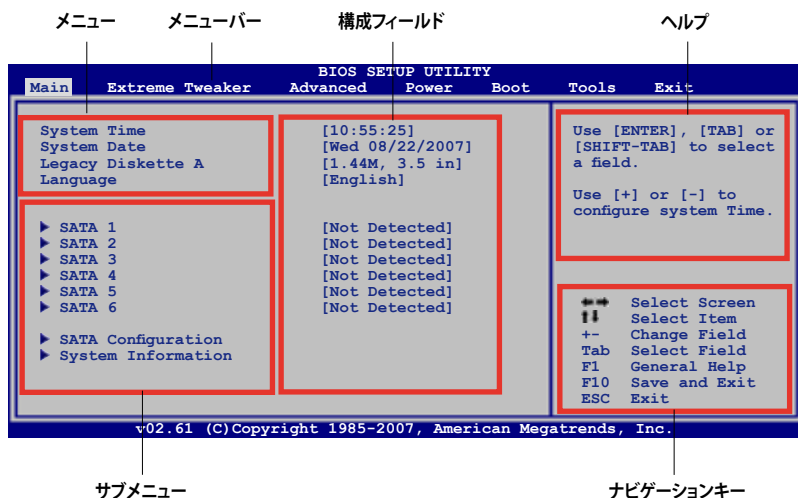 メニュー メニューバー 構成フィールド ヘルプ
BIOS SETUP UTILITY
Main Extreme Tweaker Advanced Power Boot Tools Exit
System Time [10:55:25]
System Date [Wed 08/22/2007]
Legacy Diskette A [1.44M, 3.5 in]
Language [English]
SATA 1 [Not Detected]
SATA 2 [Not Detected]
SATA 3 [Not Detected]
SATA 4 [Not Detected]
SATA 5 [Not Detected]
SATA 6 [Not Detected]
SATA Configuration
System Information
Use [ENTER], [TAB] or
[SHIFT-TAB] to select
a field.
Use [+] or [-] to
configure system Time.
←→ Select Screen
↑↓ Select Item
+- Change Field
Tab Select Field
F1 General Help
F10 Save and Exit
ESC Exit
v02.61 (C)Copyright 1985-2007, American Megatrends, Inc.
サブメニュー ナビゲーションキー